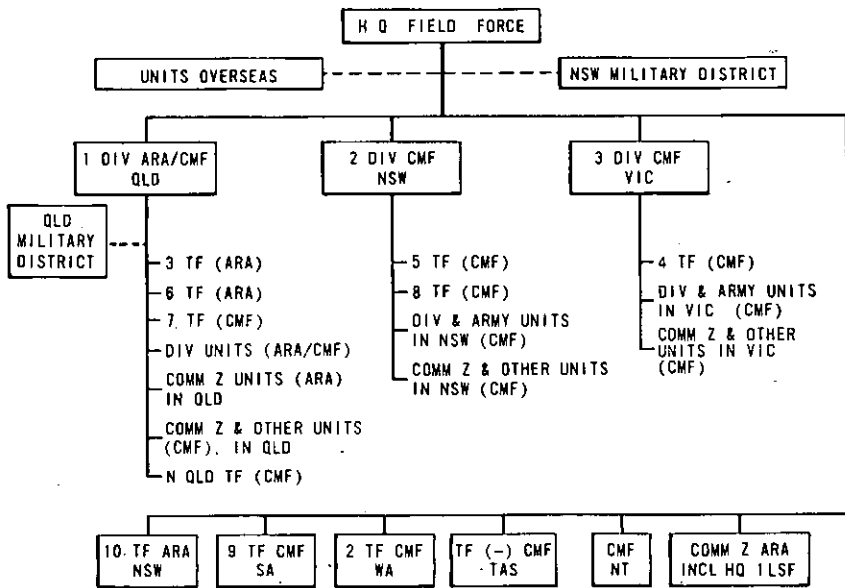 HQ FIELD FORCE
UNITS OVERSEAS
NSW MILITARY DISTRICT
1 DIV ARA/CMF
QLD
2 DIV CMF
NSW
3 DIV CMF
VIC
QLD
MILITARY
DISTRICT
3 TF (ARA)
6 TF (ARA)
7 TF (CMF)
DIV UNITS (ARA/CMF)
COMM Z UNITS (ARA)
IN QLD
COMM Z & OTHER UNITS
(CMF), IN QLD
N QLD TF (CMF)
5 TF (CMF)
8 TF (CMF)
DIV & ARMY UNITS
IN NSW (CMF)
COMM Z & OTHER UNITS
IN NSW (CMF)
4 TF (CMF)
DIV & ARMY UNITS
IN VIC (CMF)
COMM Z & OTHER
UNITS IN VIC
(CMF)
10 TF ARA
NSW
9 TF CMF
SA
2 TF CMF
WA
TF (-) CMF
TAS
CMF
NT
COMM Z ARA
INCL HQ 1 LSF